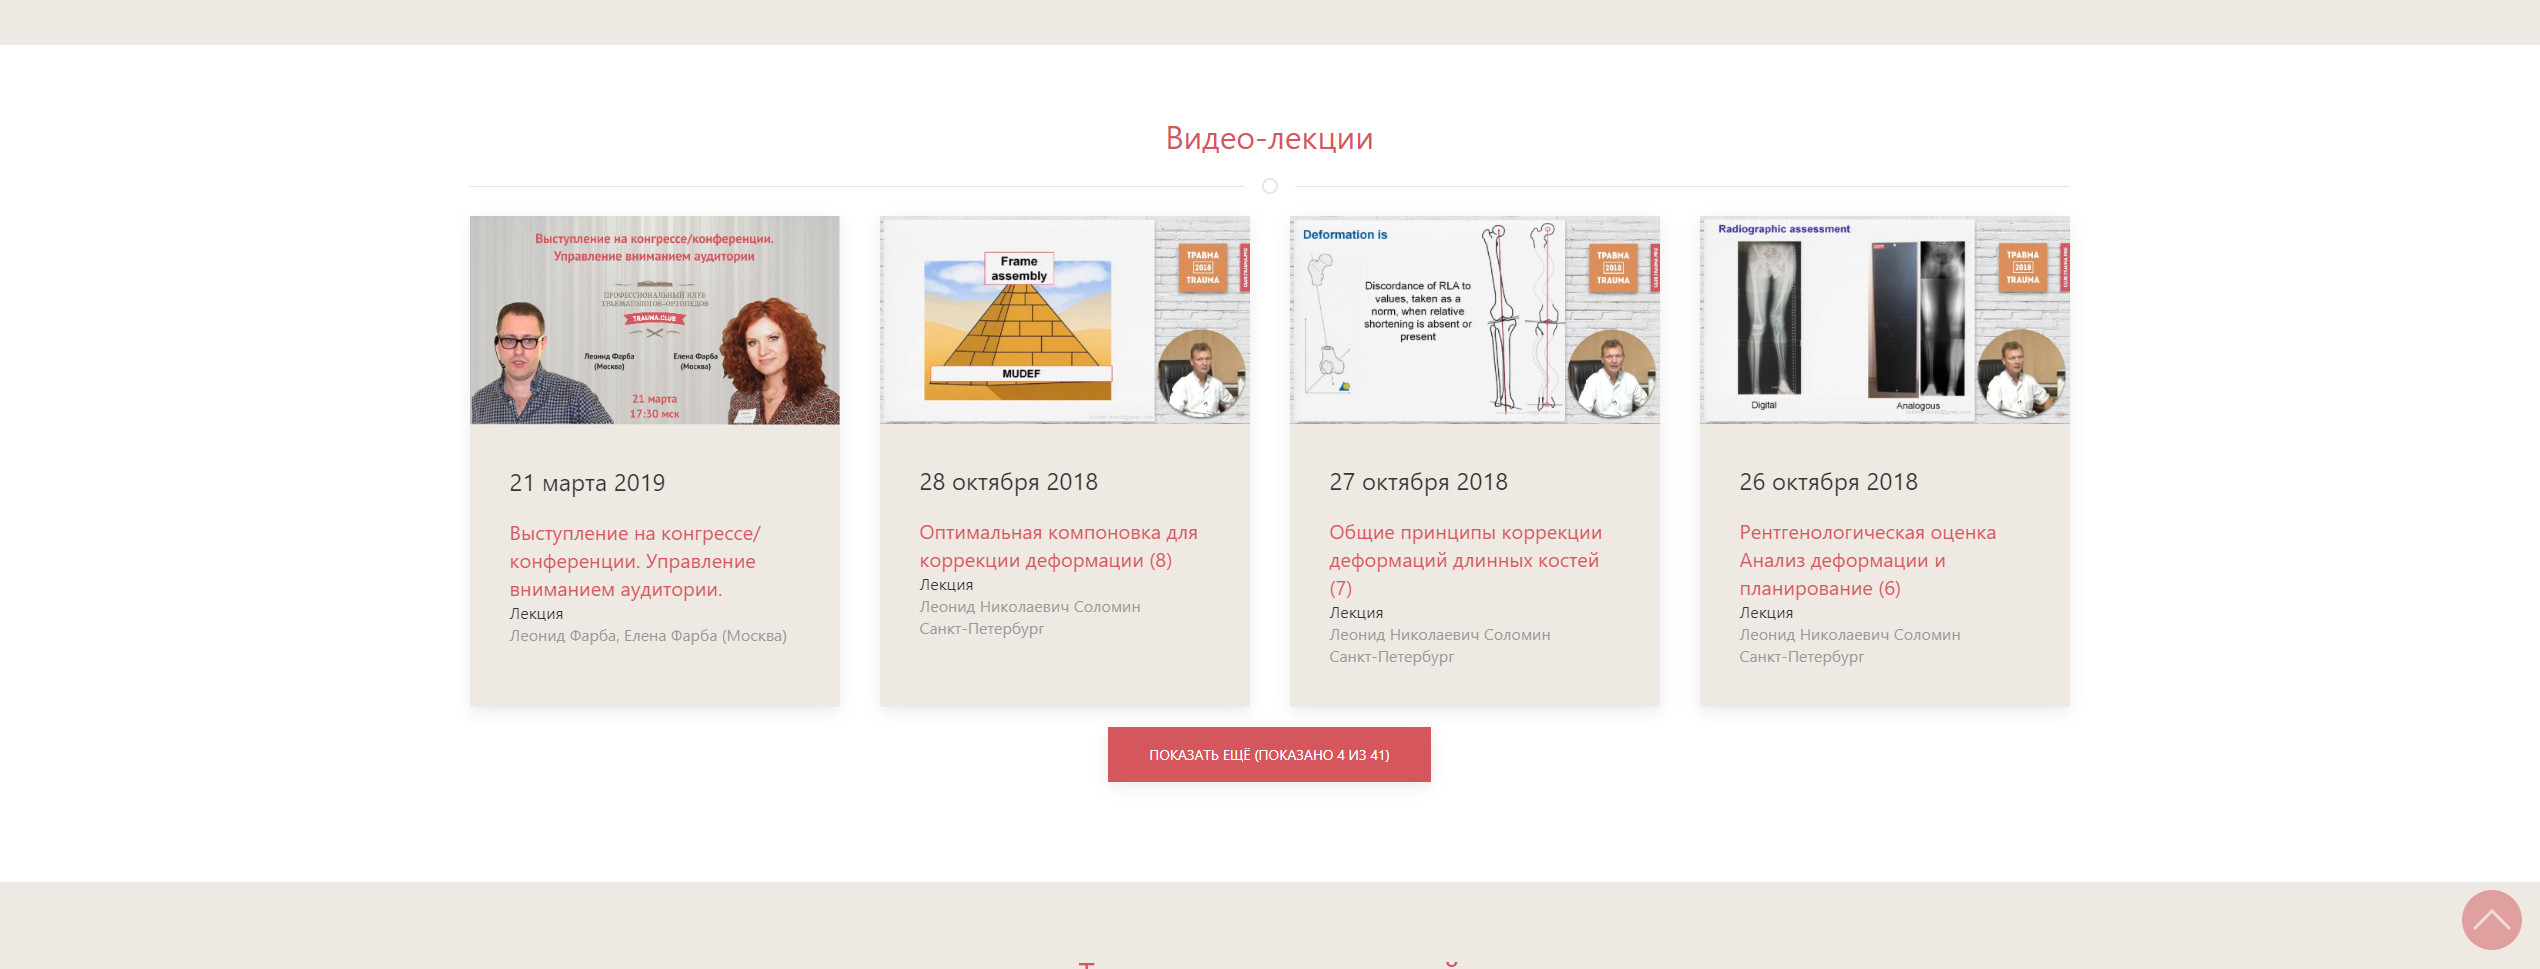 Видео-лекции
Выступление на конгрессе/конференции.
Управление вниманием аудитории
ПРОФЕССИОНАЛЬНЫЙ КЛУБ
ТРАВМАТОЛОГОВ-ОРТОПЕДОВ
TRAUMA.CLUB
Леонид Фарба
(Москва)
Елена Фарба
(Москва)
21 марта
17:30 мск
21 марта 2019
Выступление на конгрессе/
конференции. Управление
вниманием аудитории.
Лекция
Леонид Фарба, Елена Фарба (Москва)
Frame
assembly
MUDEF
ТРАВМА
2018
TRAUMA
28 октября 2018
Оптимальная компоновка для
коррекции деформации (8)
Лекция
Леонид Николаевич Соломин
Санкт-Петербург
Deformation is
Discordance of RLA to
values, taken as a
norm, when relative
shortening is absent or
present
ТРАВМА
2018
TRAUMA
27 октября 2018
Общие принципы коррекции
деформаций длинных костей
(7)
Лекция
Леонид Николаевич Соломин
Санкт-Петербург
Radiographic assessment
Digital
Analogous
ТРАВМА
2018
TRAUMA
26 октября 2018
Рентгенологическая оценка
Анализ деформации и
планирование (6)
Лекция
Леонид Николаевич Соломин
Санкт-Петербург
ПОКАЗАТЬ ЕЩЁ (ПОКАЗАНО 4 ИЗ 41)